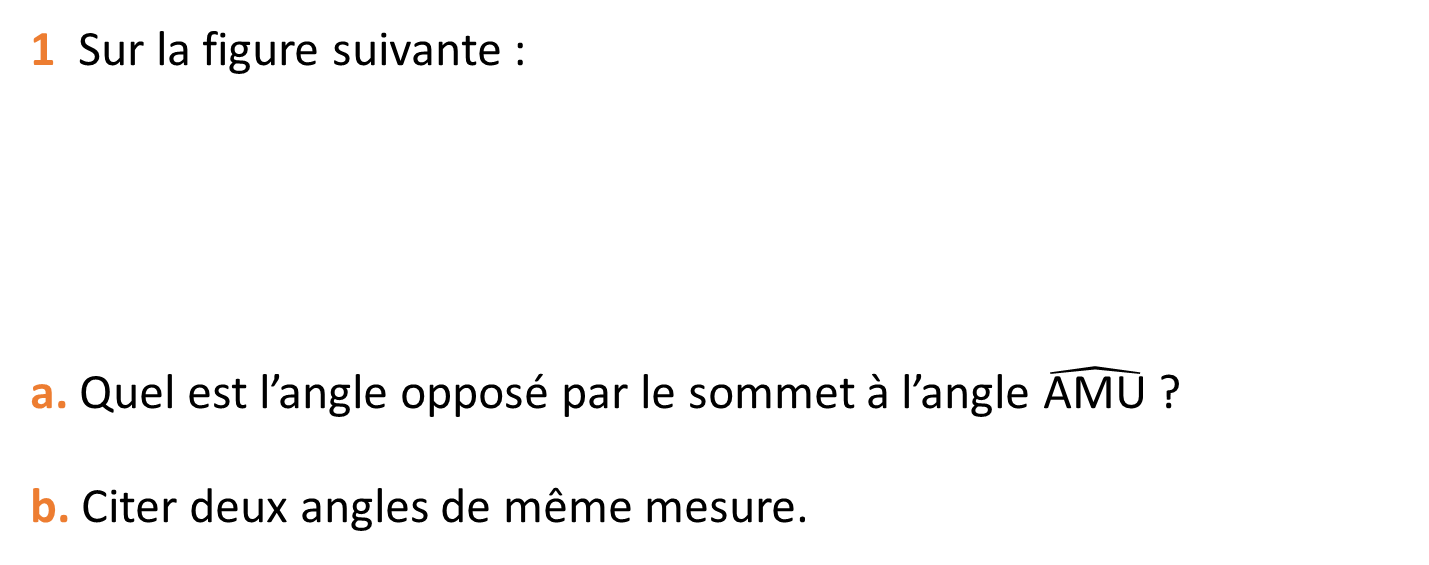 1 Sur la figure suivante :
a. Quel est l’angle opposé par le sommet à l’angle AMU ?
b. Citer deux angles de même mesure.